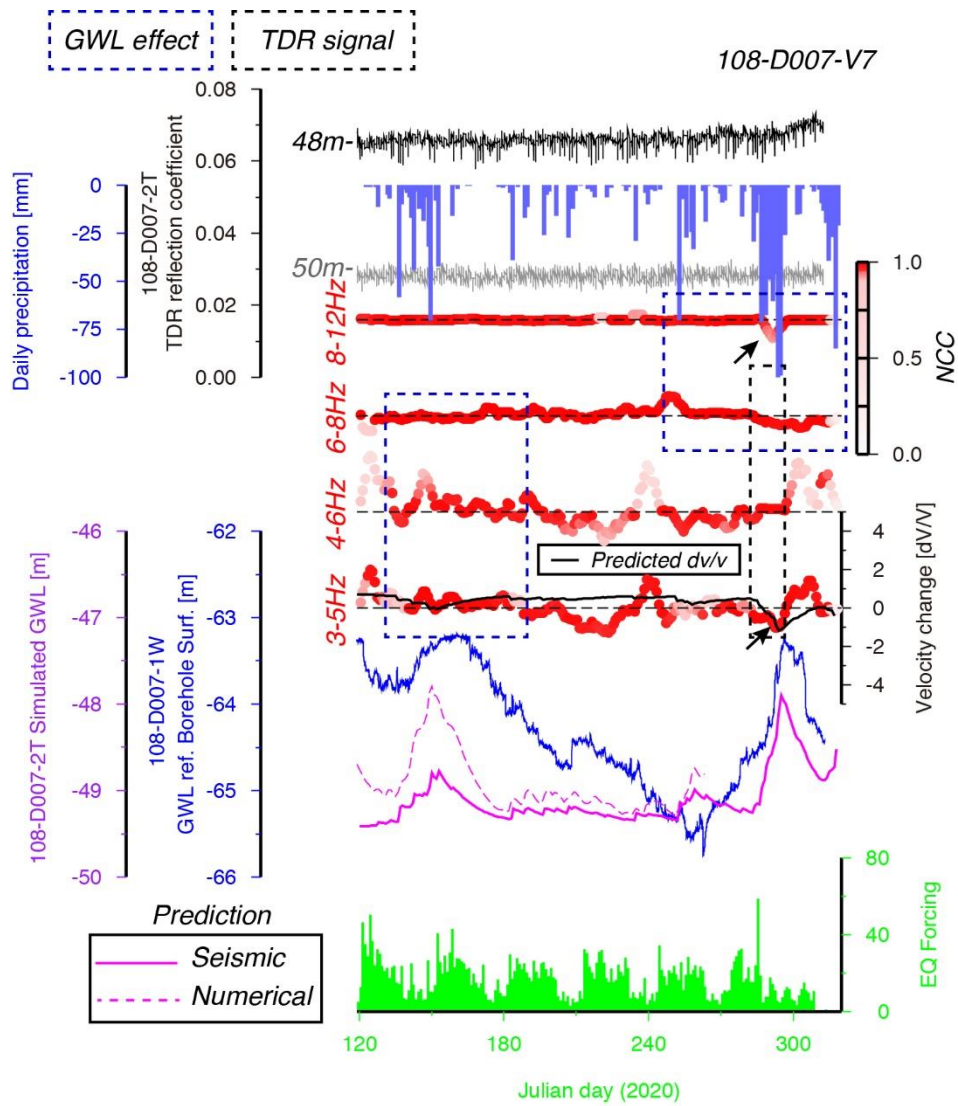 GWL effect
TDR signal
108-D007-V7
Daily precipitation [mm]
0
-25
-50
-75
-100
108-D007-2T
TDR reflection coefficient
0.08
0.06
0.04
0.02
0.00
48m-
50m-
8-12Hz
6-8Hz
4-6Hz
3-5Hz
1.0
0.5
0.0
NCC
Predicted dv/v
4
2
0
-2
-4
Velocity change [dV/V]
108-D007-2T Simulated GWL [m]
-46
-47
-48
-49
-50
108-D007-1W
GWL ref. Borehole Surf. [m]
-62
-63
-64
-65
-66
Prediction
Seismic
Numerical
80
40
0
EQ Forcing
120
180
240
300
Julian day (2020)